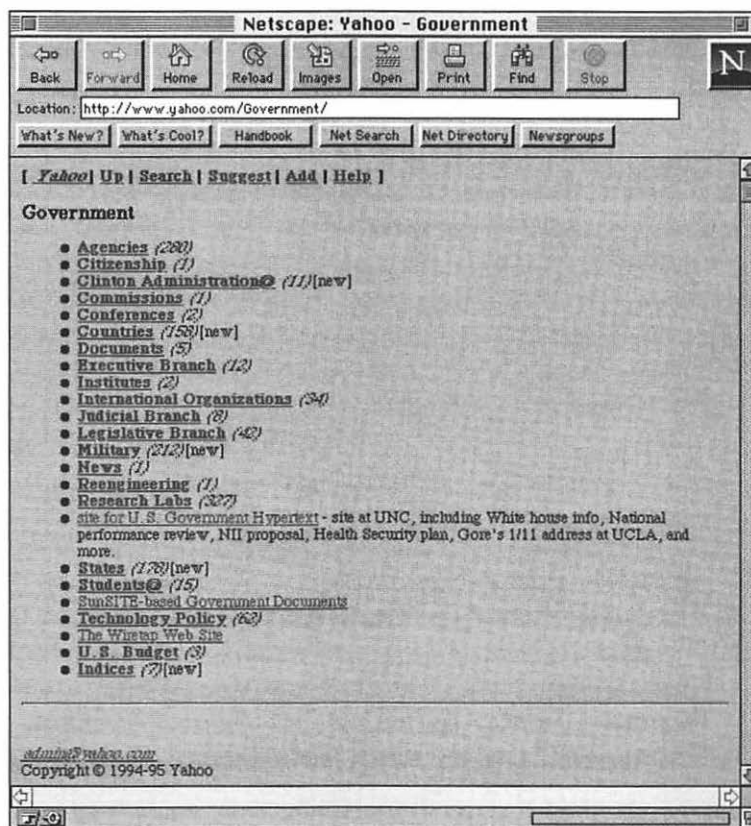 Netscape: Yahoo - Government
Back Forward Home Reload Images Open Print Find Stop
N
Location: http://www.yahoo.com/Government/
What's New? What's Cool? Handbook Net Search Net Directory Newsgroups
[ Yahoo | Up | Search | Suggest | Add | Help ]
Government
Agencies (280)
Citizenship (1)
Clinton Administration@ (11)[new]
Commissions (1)
Conferences (2)
Countries (158)[new]
Documents (5)
Executive Branch (12)
Institutes (2)
International Organizations (34)
Judicial Branch (8)
Legislative Branch (42)
Military (212)[new]
News (1)
Reengineering (1)
Research Labs (327)
site for U.S. Government Hypertext - site at UNC, including White house info, National
performance review, NII proposal, Health Security plan, Gore's 1/11 address at UCLA, and
more.
States (178)[new]
Students@ (15)
SunSITE-based Government Documents
Technology Policy (62)
The Wiretap Web Site
U.S. Budget (3)
Indices (7)[new]
admin@yahoo.com
Copyright © 1994-95 Yahoo